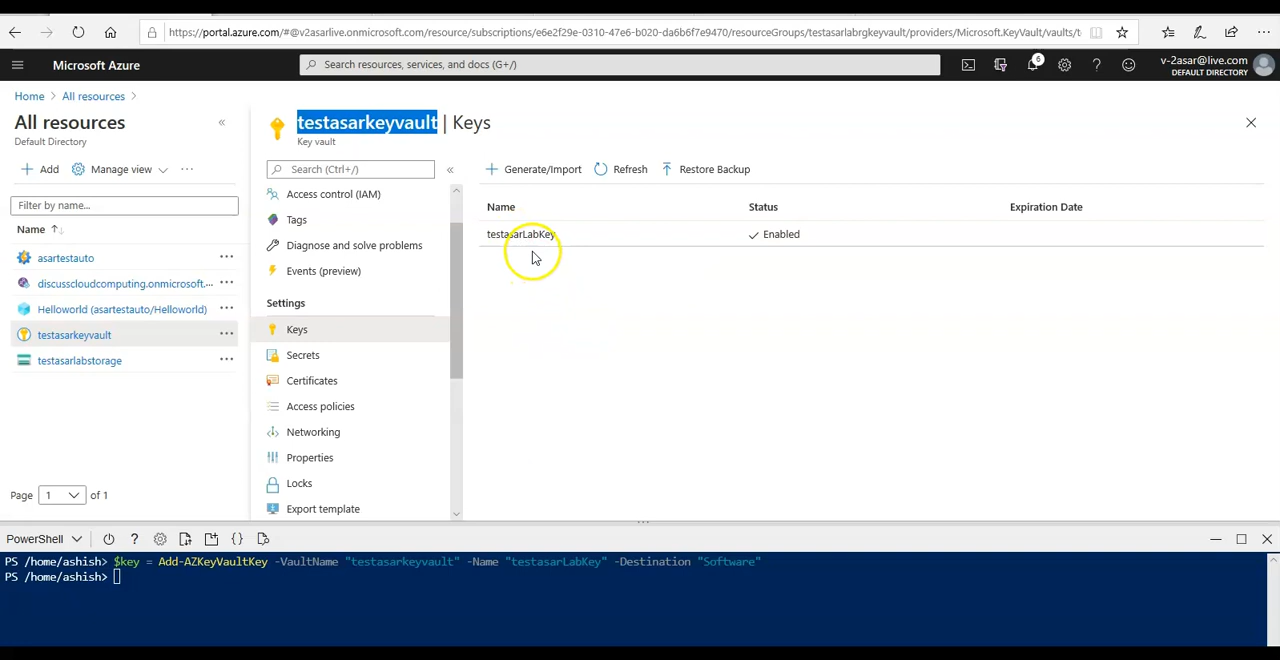 https://portal.azure.com/#@v2asarlive.onmicrosoft.com/resource/subscriptions/e6e2f29e-0310-47e6-b020-da6b6f7e9470/resourceGroups/testasarlabrgkeyvault/providers/Microsoft.KeyVault/vaults/t
Microsoft Azure
Search resources, services, and docs (G+/)
6
v-2asar@live.com
DEFAULT DIRECTORY
Home > All resources >
All resources
Default Directory
«
Add
Manage view
Filter by name...
Name
asartestauto
discusscloudcomputing.onmicrosoft....
Helloworld (asartestauto/Helloworld)
testasarkeyvault
testasarlabstorage
Page 1 of 1
testasarkeyvault | Keys
Key vault
Search (Ctrl+/)
«
Access control (IAM)
Tags
Diagnose and solve problems
Events (preview)
Settings
Keys
Secrets
Certificates
Access policies
Networking
Properties
Locks
Export template
Generate/Import
Refresh
Restore Backup
Name Status Expiration Date
testasarLabKey Enabled
PowerShell
PS /home/ashish> $key = Add-AZKeyVaultKey -VaultName "testasarkeyvault" -Name "testasarLabKey" -Destination "Software"
PS /home/ashish>